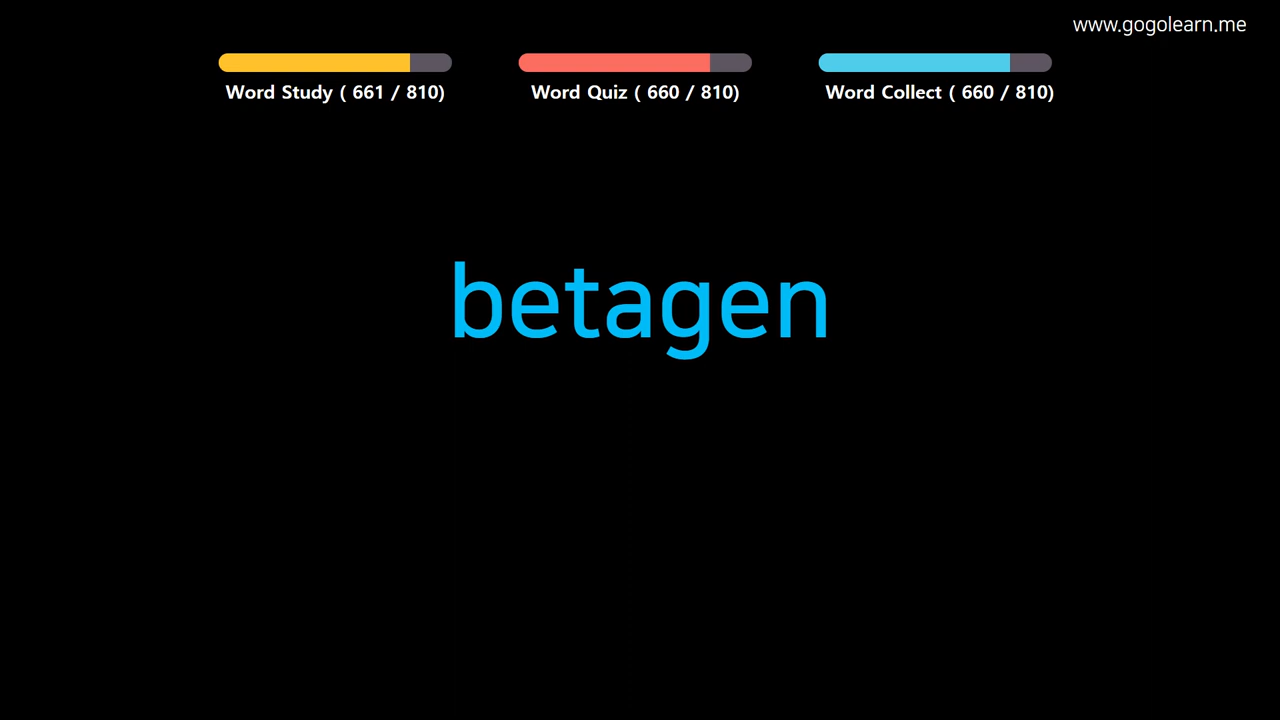 www.gogolearn.me
Word Study ( 661 / 810)
Word Quiz ( 660 / 810)
Word Collect ( 660 / 810)
betagen